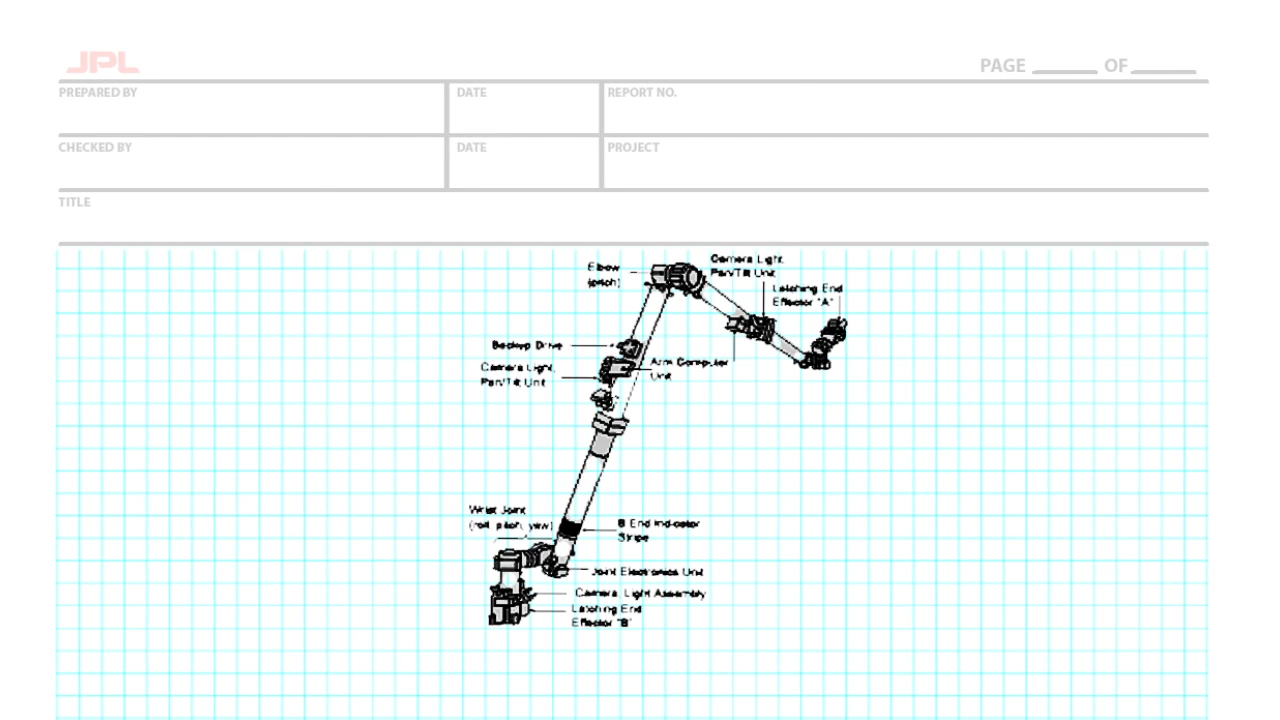 JPL
PAGE OF
PREPARED BY DATE REPORT NO.
CHECKED BY DATE PROJECT
TITLE
Elbow
(pitch)
Camera Light,
Pan/Tilt Unit
Latching End
Effector "A"
Backup Drive
Camera Light,
Pan/Tilt Unit
Arm Computer
Unit
Wrist Joint
(roll, pitch, yaw)
B End Indicator
Stripe
Joint Electronics Unit
Camera, Light Assembly
Latching End
Effector "B"